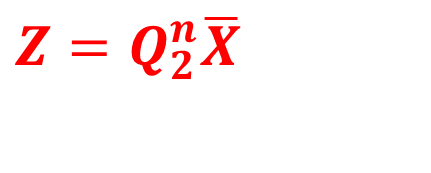 Z = Q₂ⁿX̅